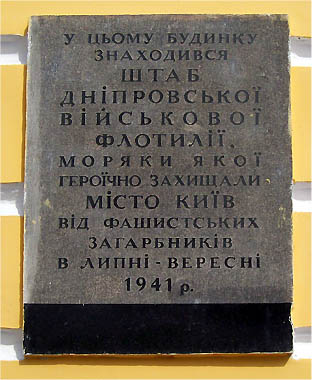 У ЦЬОМУ БУДИНКУ
ЗНАХОДИВСЯ
ШТАБ
ДНІПРОВСЬКОЇ
ВІЙСЬКОВОЇ
ФЛОТИЛІЇ,
МОРЯКИ ЯКОЇ
ГЕРОЇЧНО ЗАХИЩАЛИ
МІСТО КИЇВ
ВІД ФАШИСТСЬКИХ
ЗАГАРБНИКІВ
В ЛИПНІ-ВЕРЕСНІ
1941 р.